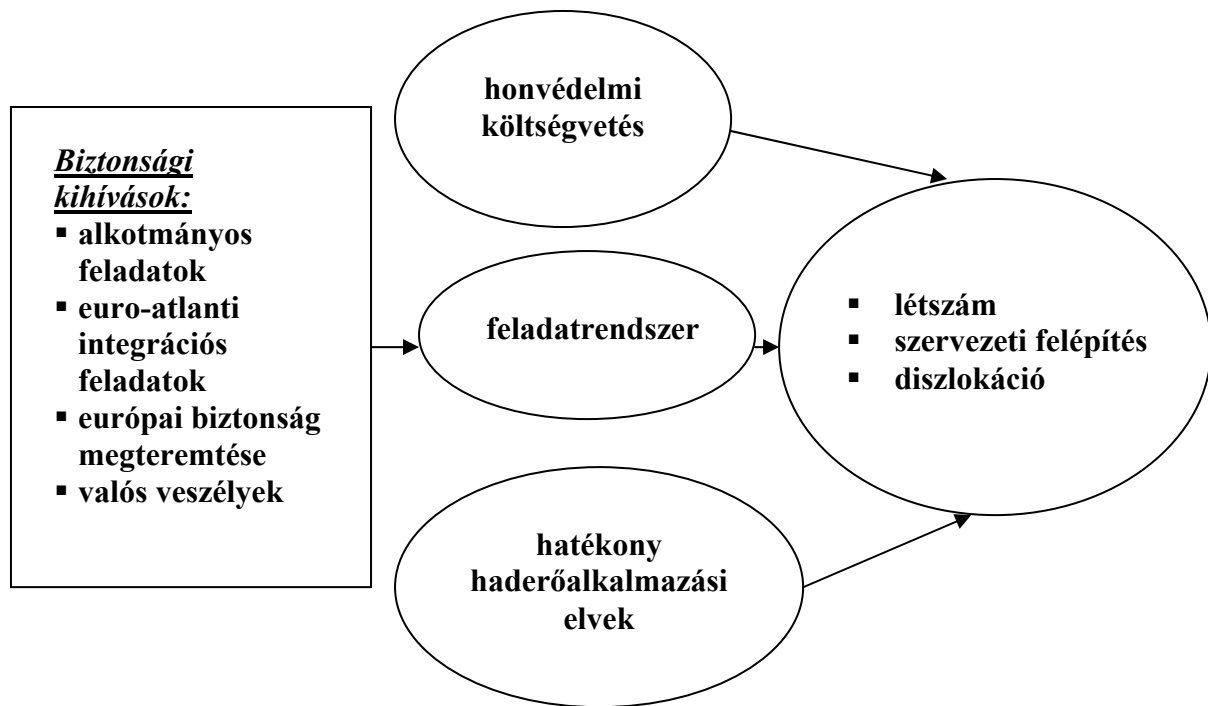 Biztonsági
kihívások:
▪ alkotmányos
feladatok
▪ euro-atlanti
integrációs
feladatok
▪ európai biztonság
megteremtése
▪ valós veszélyek
honvédelmi
költségvetés
feladatrendszer
hatékony
haderőalkalmazási
elvek
▪ létszám
▪ szervezeti felépítés
▪ diszlokáció